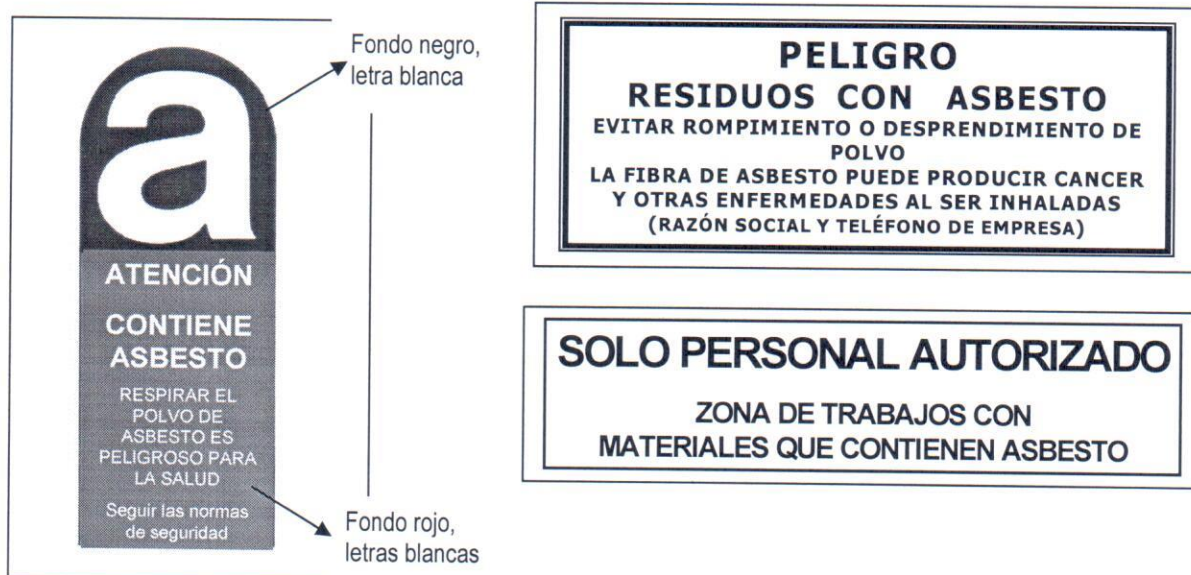 a
ATENCIÓN
CONTIENE
ASBESTO
RESPIRAR EL
POLVO DE
ASBESTO ES
PELIGROSO PARA
LA SALUD
Seguir las normas
de seguridad
Fondo negro,
letra blanca
Fondo rojo,
letras blancas
PELIGRO
RESIDUOS CON ASBESTO
EVITAR ROMPIMIENTO O DESPRENDIMIENTO DE
POLVO
LA FIBRA DE ASBESTO PUEDE PRODUCIR CANCER
Y OTRAS ENFERMEDADES AL SER INHALADAS
(RAZÓN SOCIAL Y TELÉFONO DE EMPRESA)
SOLO PERSONAL AUTORIZADO
ZONA DE TRABAJOS CON
MATERIALES QUE CONTIENEN ASBESTO